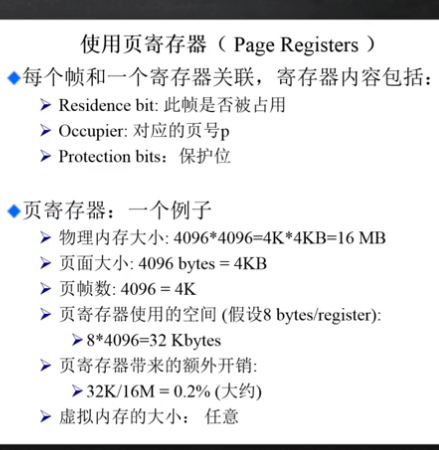 使用页寄存器（ Page Registers ）
◆每个帧和一个寄存器关联，寄存器内容包括：
➤ Residence bit: 此帧是否被占用
➤ Occupier: 对应的页号p
➤ Protection bits：保护位
◆页寄存器：一个例子
➤ 物理内存大小: 4096*4096=4K*4KB=16 MB
➤ 页面大小: 4096 bytes = 4KB
➤ 页帧数: 4096 = 4K
➤ 页寄存器使用的空间 (假设8 bytes/register):
➤8*4096=32 Kbytes
➤ 页寄存器带来的额外开销:
➤32K/16M = 0.2% (大约)
➤ 虚拟内存的大小： 任意